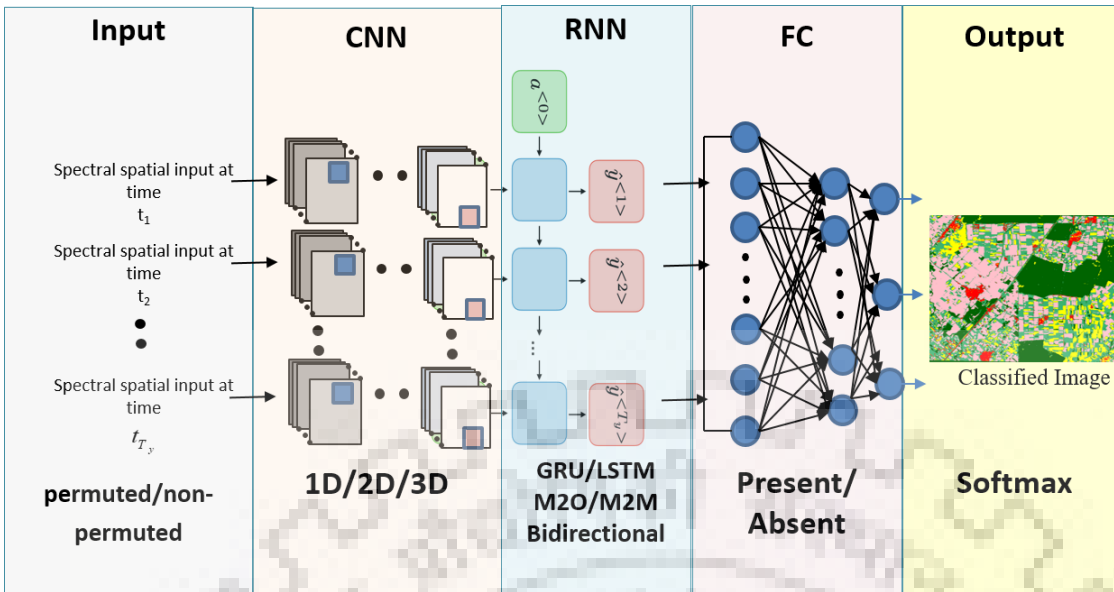 Input
CNN
RNN
FC
Output
a<0>
Spectral spatial input at
time
t1
ŷ<1>
Spectral spatial input at
time
t2
ŷ<2>
...
Spectral spatial input at
time
tTy
ŷ<Ty>
Classified Image
permuted/non-
permuted
1D/2D/3D
GRU/LSTM
M2O/M2M
Bidirectional
Present/
Absent
Softmax